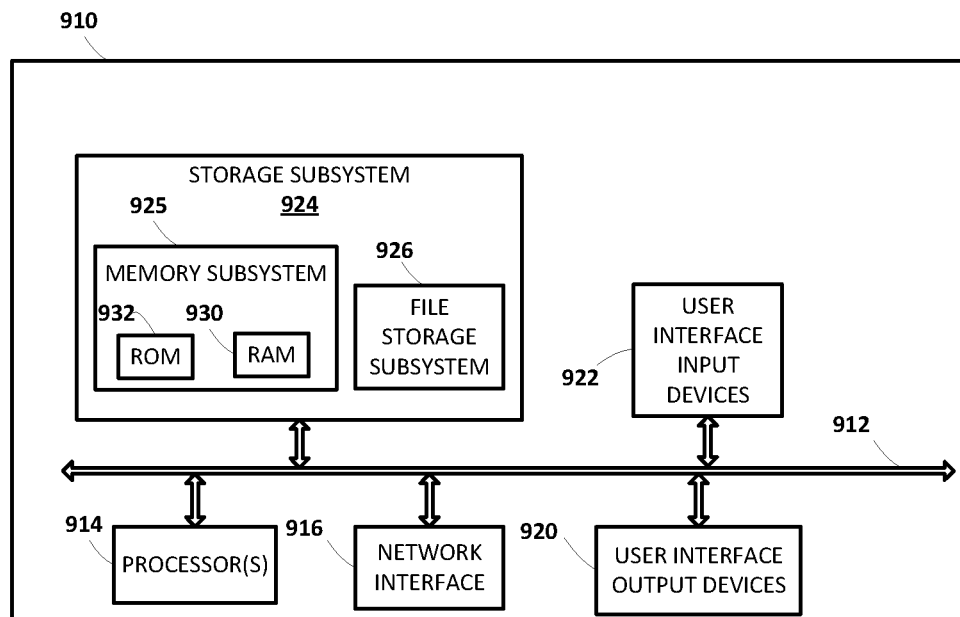 910
STORAGE SUBSYSTEM
924
925
MEMORY SUBSYSTEM
932
ROM
930
RAM
926
FILE
STORAGE
SUBSYSTEM
USER
INTERFACE
INPUT
DEVICES
922
912
914
PROCESSOR(S)
916
NETWORK
INTERFACE
920
USER INTERFACE
OUTPUT DEVICES